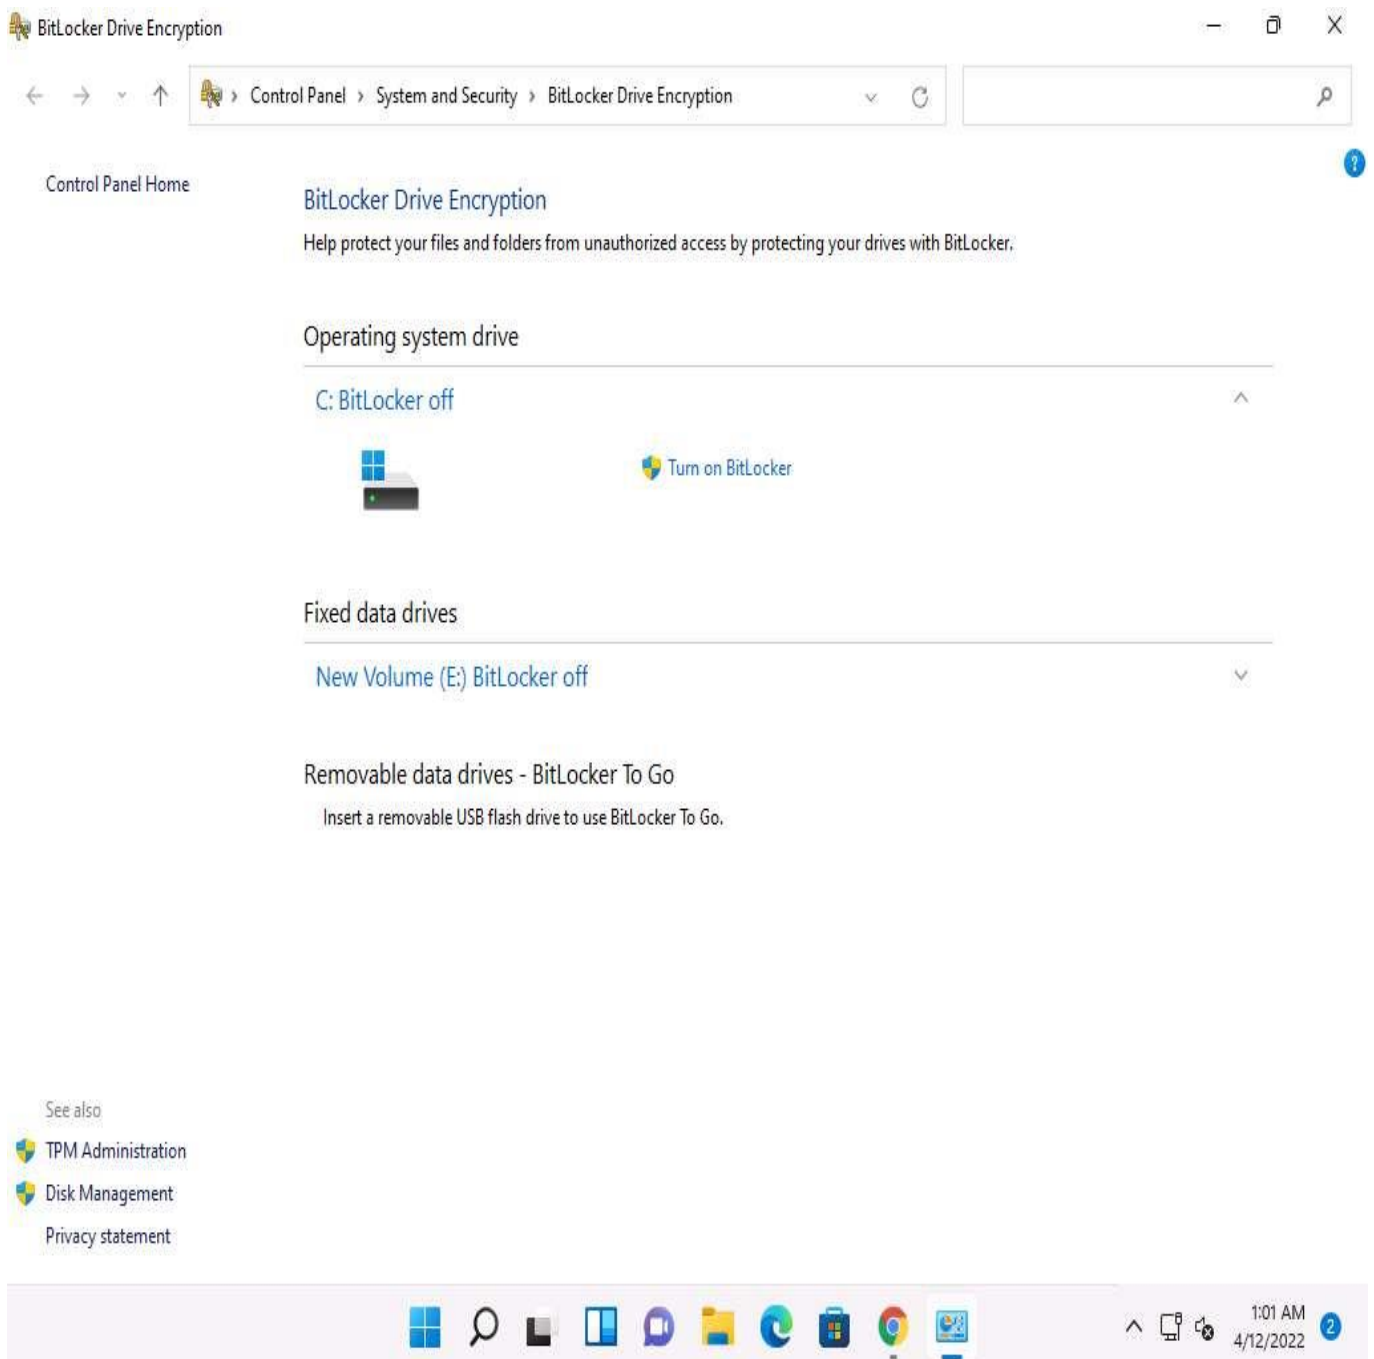 BitLocker Drive Encryption
Control Panel > System and Security > BitLocker Drive Encryption
Control Panel Home
BitLocker Drive Encryption
Help protect your files and folders from unauthorized access by protecting your drives with BitLocker.
Operating system drive
C: BitLocker off
Turn on BitLocker
Fixed data drives
New Volume (E:) BitLocker off
Removable data drives - BitLocker To Go
Insert a removable USB flash drive to use BitLocker To Go.
See also
TPM Administration
Disk Management
Privacy statement
1:01 AM
4/12/2022
2